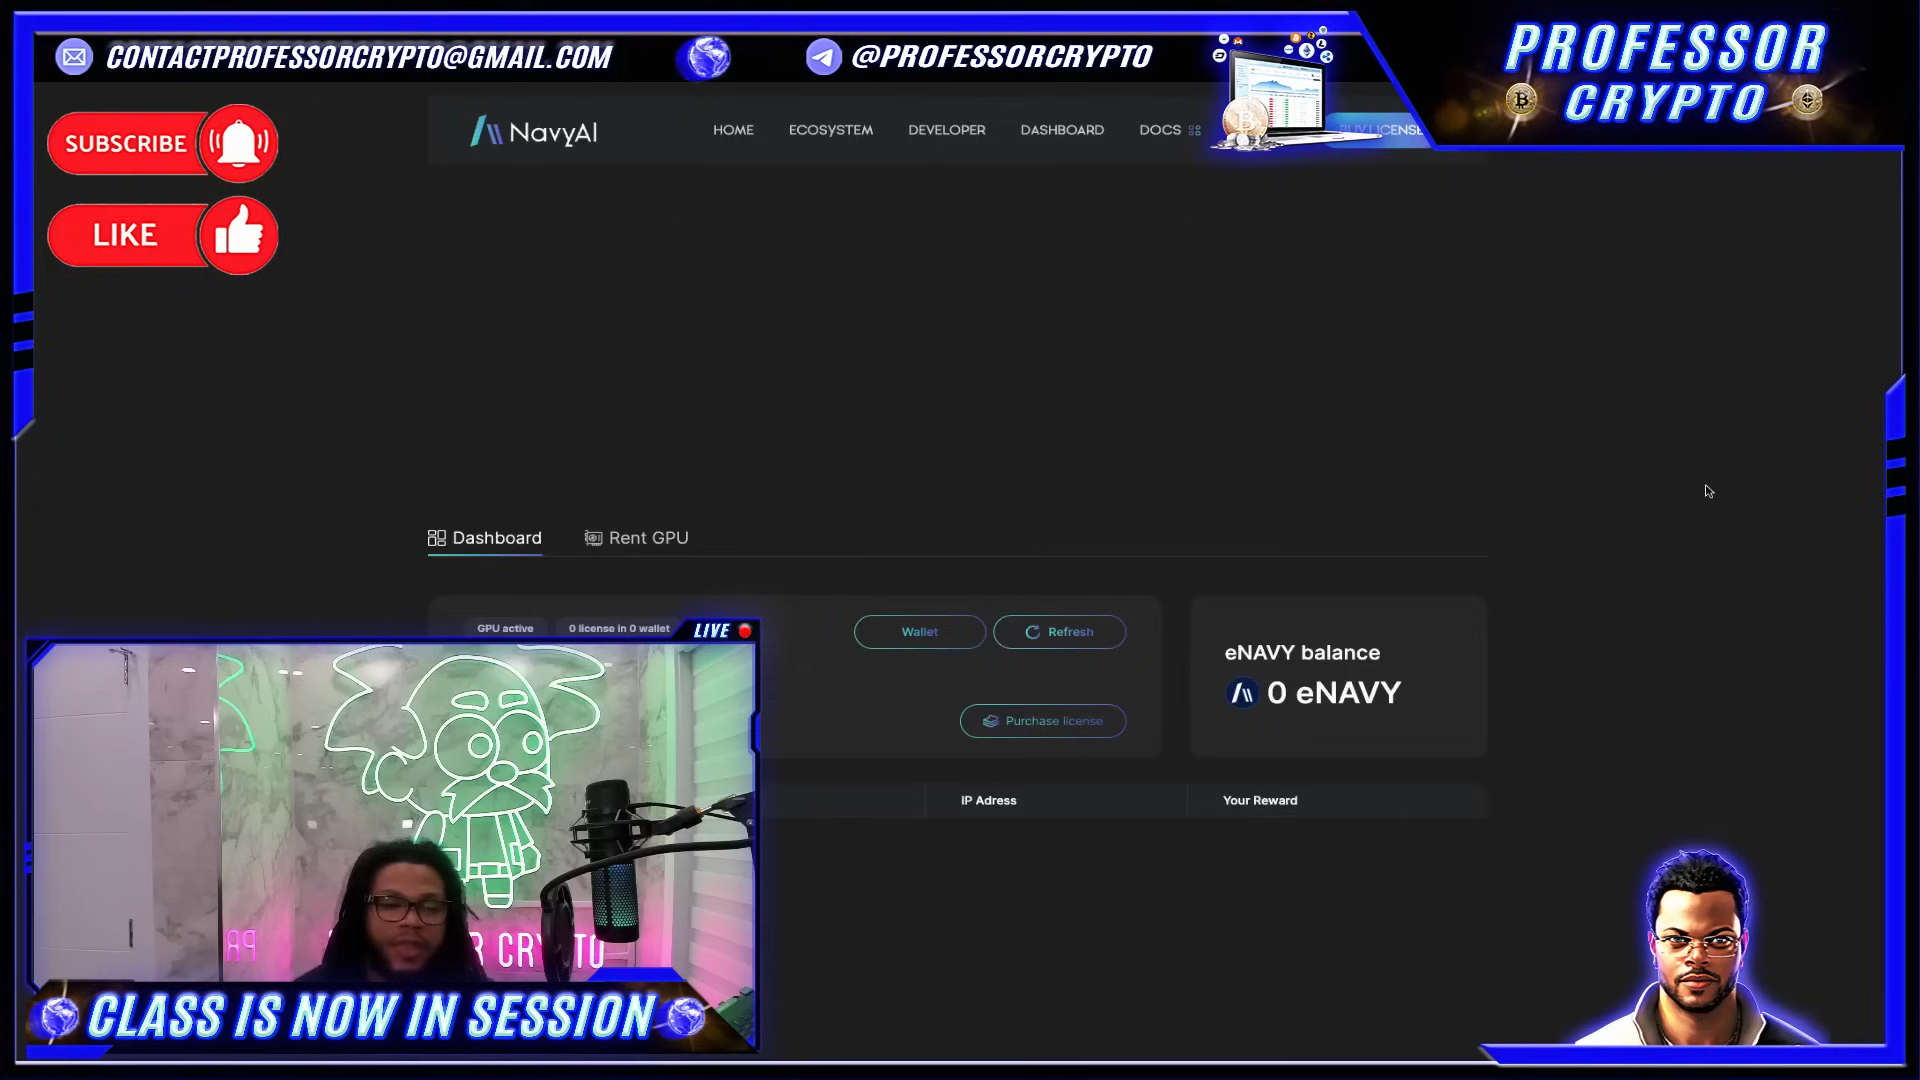 CONTACTPROFESSORCRYPTO@GMAIL.COM
@PROFESSORCRYPTO
PROFESSOR
CRYPTO
SUBSCRIBE
LIKE
NavyAI
HOME
ECOSYSTEM
DEVELOPER
DASHBOARD
DOCS
BUY LICENSE
Dashboard
Rent GPU
GPU active
0 license in 0 wallet
Wallet
Refresh
Purchase license
eNAVY balance
0 eNAVY
IP Adress
Your Reward
LIVE
CLASS IS NOW IN SESSION